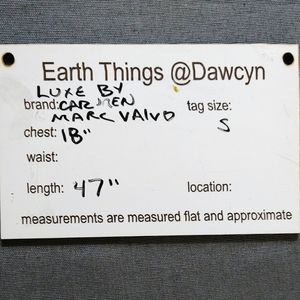 Earth Things @Dawcyn
LUXE BY
brand: CARMEN tag size:
MARC VALVO S
chest: 18"
waist:
length: 47" location:
measurements are measured flat and approximate